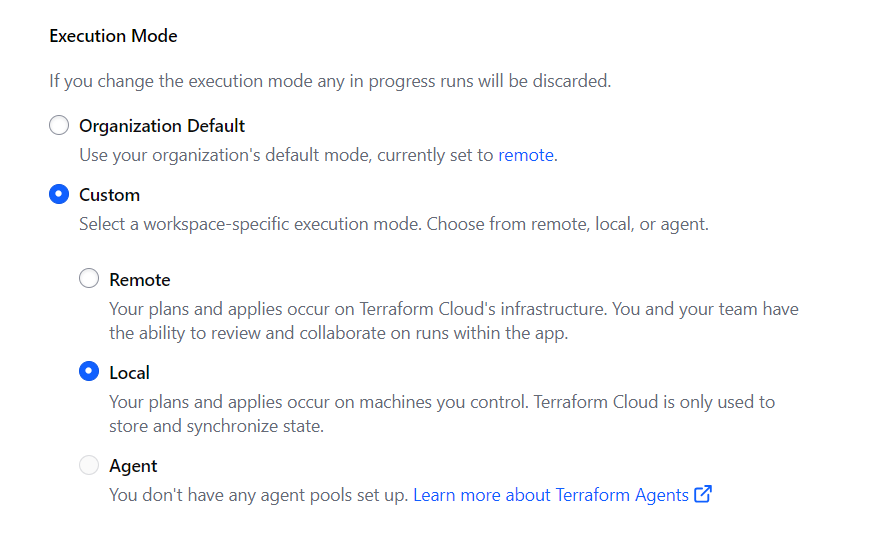 Execution Mode
If you change the execution mode any in progress runs will be discarded.
Organization Default
Use your organization's default mode, currently set to remote.
Custom
Select a workspace-specific execution mode. Choose from remote, local, or agent.
Remote
Your plans and applies occur on Terraform Cloud's infrastructure. You and your team have
the ability to review and collaborate on runs within the app.
Local
Your plans and applies occur on machines you control. Terraform Cloud is only used to
store and synchronize state.
Agent
You don't have any agent pools set up. Learn more about Terraform Agents